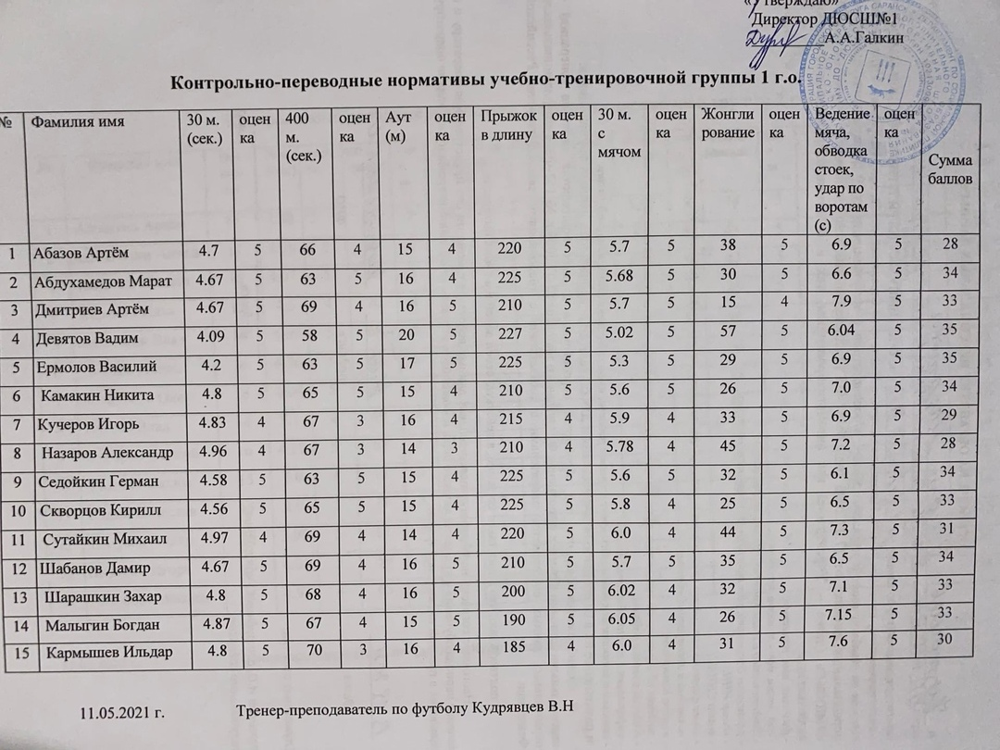 «Утверждаю»
Директор ДЮСШ№1
А.А.Галкин
Контрольно-переводные нормативы учебно-тренировочной группы 1 г.о.
№ Фамилия имя 30 м. (сек.) оцен ка 400 м. (сек.) оцен ка Аут (м) оцен ка Прыжок в длину оцен ка 30 м. с мячом оцен ка Жонгли рование оцен ка Ведение мяча, обводка стоек, удар по воротам (с) оцен ка Сумма баллов
1 Абазов Артём 4.7 5 66 4 15 4 220 5 5.7 5 38 5 6.9 5 28
2 Абдухамедов Марат 4.67 5 63 5 16 4 225 5 5.68 5 30 5 6.6 5 34
3 Дмитриев Артём 4.67 5 69 4 16 5 210 5 5.7 5 15 4 7.9 5 33
4 Девятов Вадим 4.09 5 58 5 20 5 227 5 5.02 5 57 5 6.04 5 35
5 Ермолов Василий 4.2 5 63 5 17 5 225 5 5.3 5 29 5 6.9 5 35
6 Камакин Никита 4.8 5 65 5 15 4 210 5 5.6 5 26 5 7.0 5 34
7 Кучеров Игорь 4.83 4 67 3 16 4 215 4 5.9 4 33 5 6.9 5 29
8 Назаров Александр 4.96 4 67 3 14 3 210 4 5.78 4 45 5 7.2 5 28
9 Седойкин Герман 4.58 5 63 5 15 4 225 5 5.6 5 32 5 6.1 5 34
10 Скворцов Кирилл 4.56 5 65 5 15 4 225 5 5.8 4 25 5 6.5 5 33
11 Сутайкин Михаил 4.97 4 69 4 14 4 220 5 6.0 4 44 5 7.3 5 31
12 Шабанов Дамир 4.67 5 69 4 16 5 210 5 5.7 5 35 5 6.5 5 34
13 Шарашкин Захар 4.8 5 68 4 16 5 200 5 6.02 4 32 5 7.1 5 33
14 Малыгин Богдан 4.87 5 67 4 15 5 190 5 6.05 4 26 5 7.15 5 33
15 Кармышев Ильдар 4.8 5 70 3 16 4 185 4 6.0 4 31 5 7.6 5 30
11.05.2021 г. Тренер-преподаватель по футболу Кудрявцев В.Н